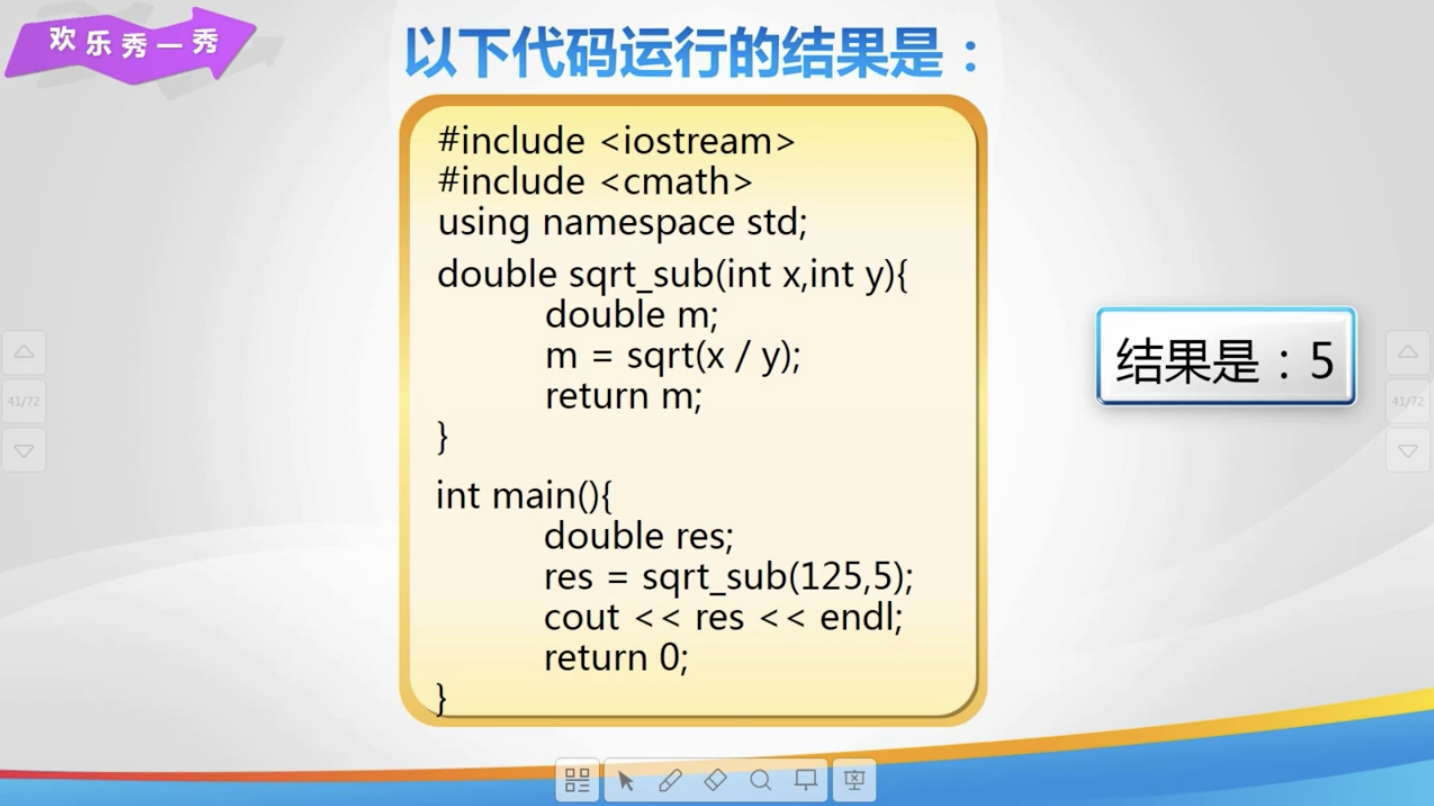 欢乐秀一秀
以下代码运行的结果是：
#include <iostream>
#include <cmath>
using namespace std;
double sqrt_sub(int x,int y){
double m;
m = sqrt(x / y);
return m;
}
int main(){
double res;
res = sqrt_sub(125,5);
cout << res << endl;
return 0;
}
结果是：5
41/72
41/72